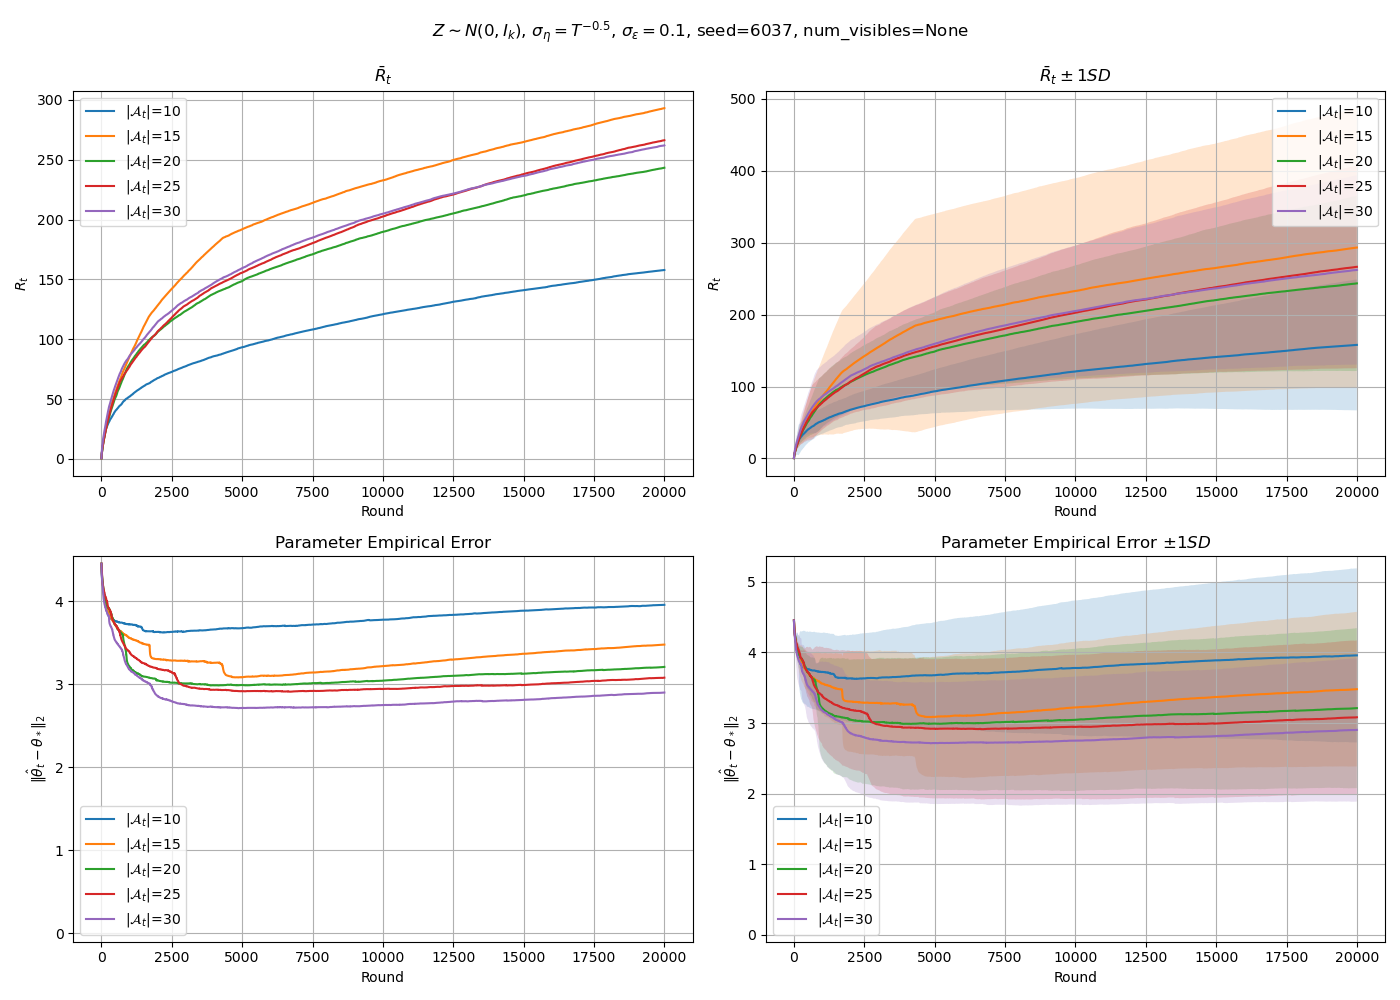 Z ~ N(0, I_k), σ_η = T^{-0.5}, σ_ε = 0.1, seed=6037, num_visibles=None
R̄_t
300
250
200
150
100
50
0
R_t
|𝒜_t|=10
|𝒜_t|=15
|𝒜_t|=20
|𝒜_t|=25
|𝒜_t|=30
0 2500 5000 7500 10000 12500 15000 17500 20000
Round
R̄_t ± 1SD
500
400
300
200
100
0
R_t
|𝒜_t|=10
|𝒜_t|=15
|𝒜_t|=20
|𝒜_t|=25
|𝒜_t|=30
0 2500 5000 7500 10000 12500 15000 17500 20000
Round
Parameter Empirical Error
4
3
2
1
0
‖θ̂_t − θ_*‖_2
|𝒜_t|=10
|𝒜_t|=15
|𝒜_t|=20
|𝒜_t|=25
|𝒜_t|=30
0 2500 5000 7500 10000 12500 15000 17500 20000
Round
Parameter Empirical Error ±1SD
5
4
3
2
1
0
‖θ̂_t − θ_*‖_2
|𝒜_t|=10
|𝒜_t|=15
|𝒜_t|=20
|𝒜_t|=25
|𝒜_t|=30
0 2500 5000 7500 10000 12500 15000 17500 20000
Round